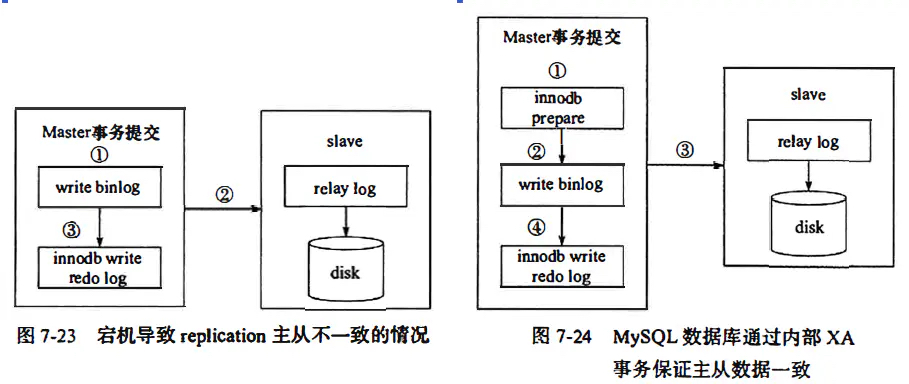 Master事务提交
①
write binlog
③
innodb write
redo log
②
slave
relay log
disk
图 7-23 宕机导致 replication 主从不一致的情况
Master事务提交
①
innodb
prepare
②
write binlog
④
innodb write
redo log
③
slave
relay log
disk
图 7-24 MySQL 数据库通过内部 XA
事务保证主从数据一致